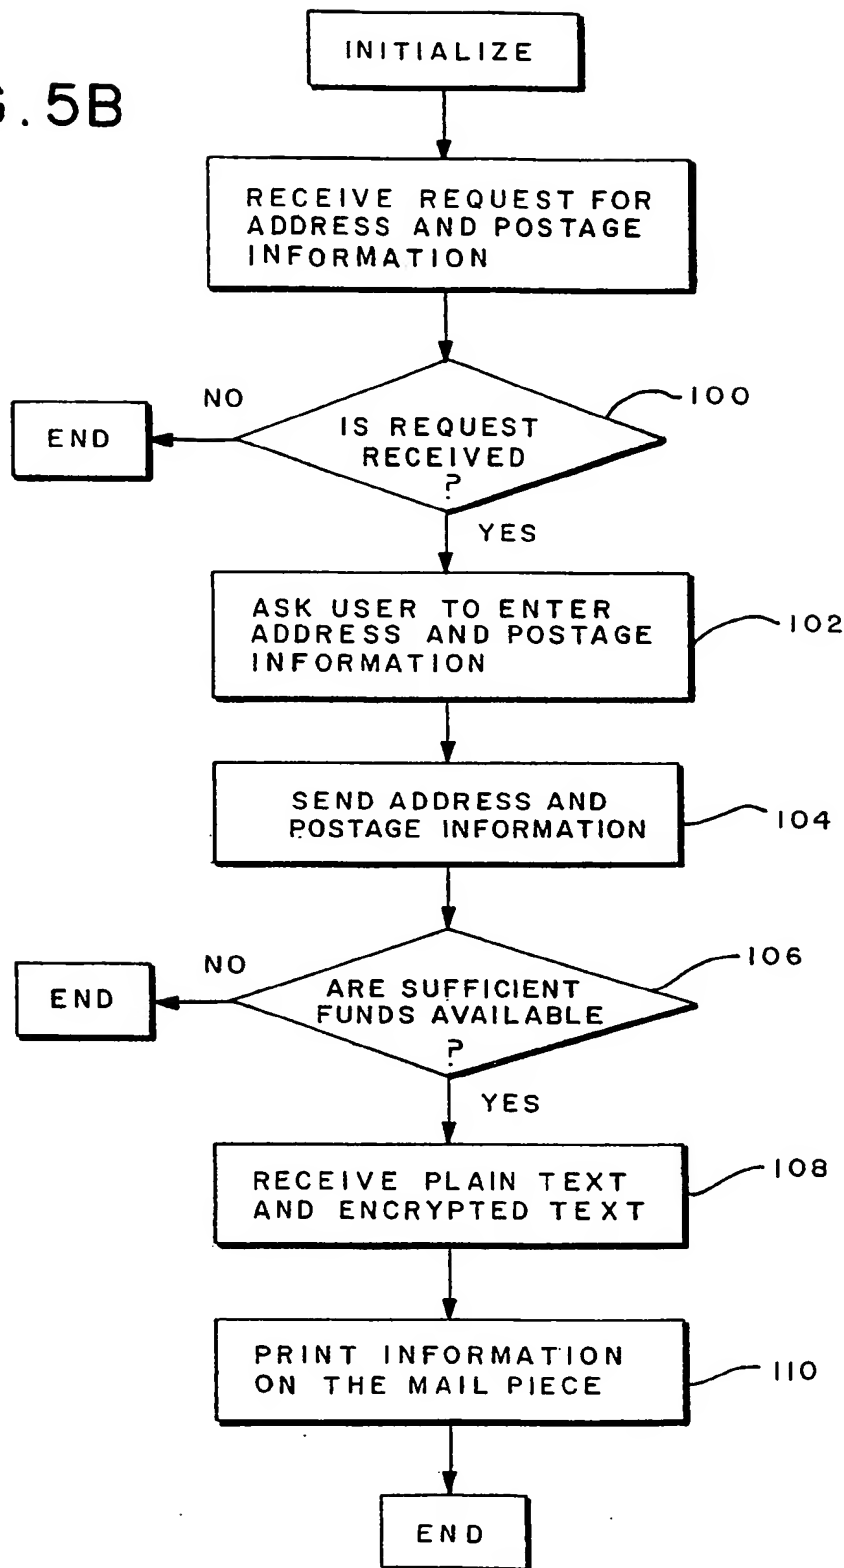 INITIALIZE
G. 5B
RECEIVE REQUEST FOR
ADDRESS AND POSTAGE
INFORMATION
NO
100
END
IS REQUEST
RECEIVED
?
YES
ASK USER TO ENTER
ADDRESS AND POSTAGE
INFORMATION
102
SEND ADDRESS AND
POSTAGE INFORMATION
104
NO
106
END
ARE SUFFICIENT
FUNDS AVAILABLE
?
YES
RECEIVE PLAIN TEXT
AND ENCRYPTED TEXT
108
PRINT INFORMATION
ON THE MAIL PIECE
110
END